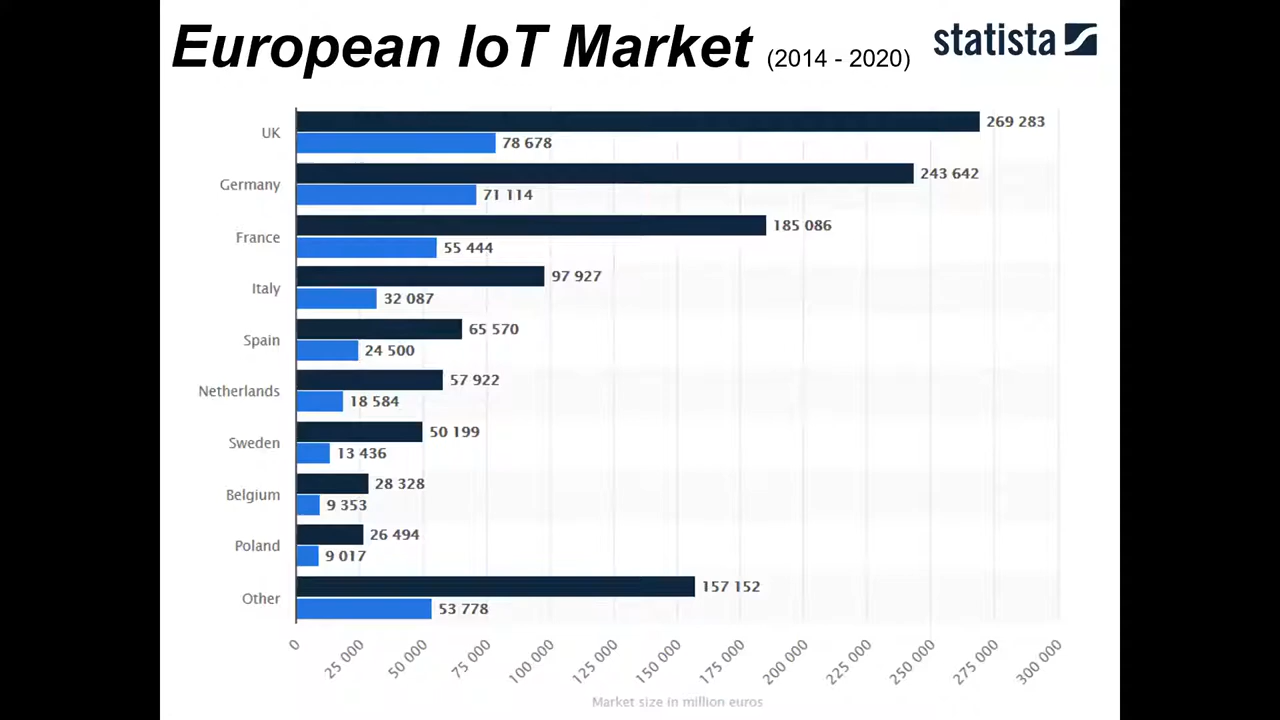 European IoT Market (2014 - 2020)
statista
UK
269 283
78 678
Germany
243 642
71 114
France
185 086
55 444
Italy
97 927
32 087
Spain
65 570
24 500
Netherlands
57 922
18 584
Sweden
50 199
13 436
Belgium
28 328
9 353
Poland
26 494
9 017
Other
157 152
53 778
0
25 000
50 000
75 000
100 000
125 000
150 000
175 000
200 000
225 000
250 000
275 000
300 000
Market size in million euros